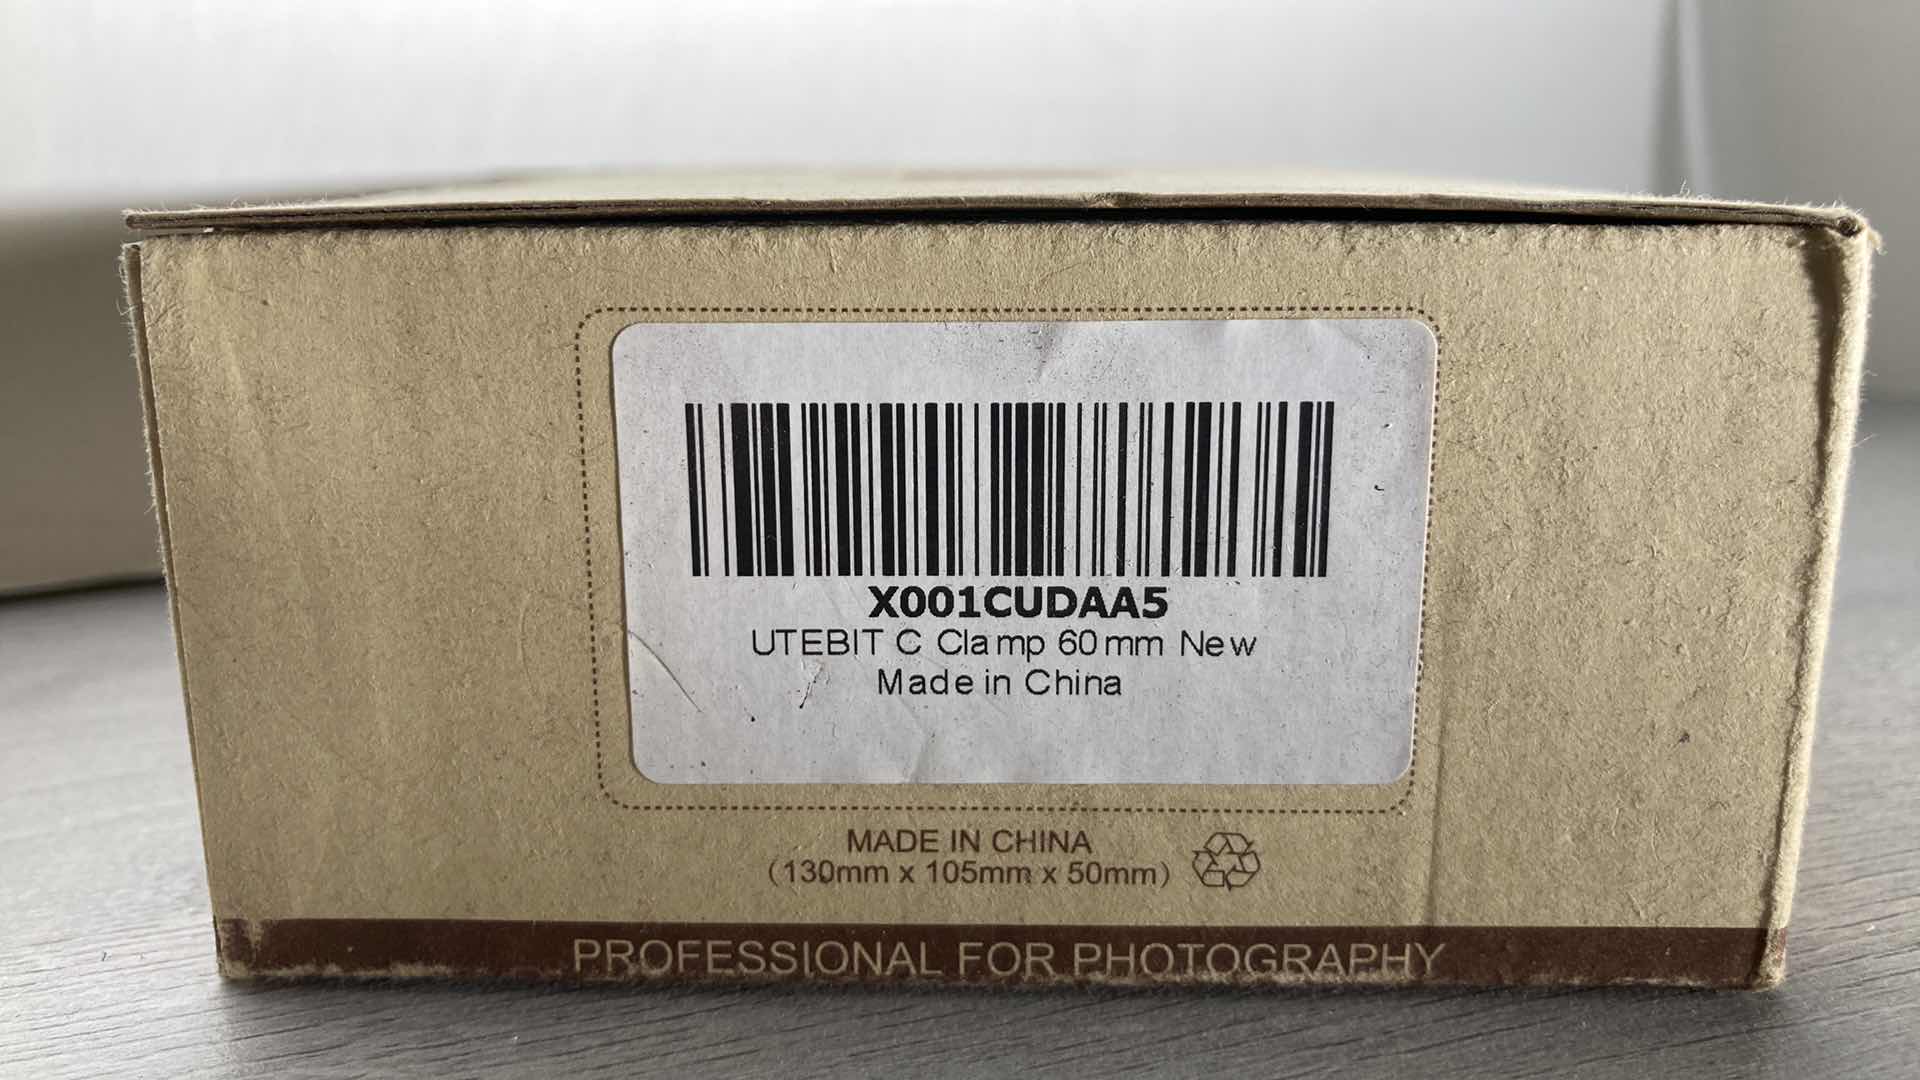 X001CUDAA5
UTEBIT C Clamp 60mm New
Made in China
MADE IN CHINA
(130mm x 105mm x 50mm)
PROFESSIONAL FOR PHOTOGRAPHY